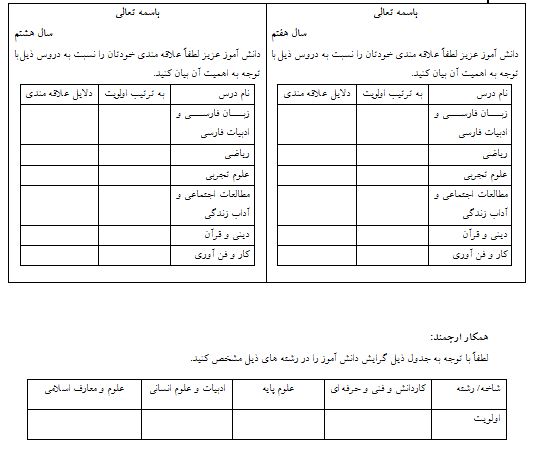 باسمه تعالی
سال هفتم
دانش آموز عزیز لطفاً علاقه مندی خودتان را نسبت به دروس ذیل با
توجه به اهمیت آن بیان کنید.
نام درس به ترتیب اولویت دلایل علاقه مندی
زبـــان فارســـی و
ادبیات فارسی
ریاضی
علوم تجربی
مطالعات اجتماعی و
آداب زندگی
دینی و قرآن
کار و فن آوری
باسمه تعالی
سال هشتم
دانش آموز عزیز لطفاً علاقه مندی خودتان را نسبت به دروس ذیل با
توجه به اهمیت آن بیان کنید.
نام درس به ترتیب اولویت دلایل علاقه مندی
زبـــان فارســـی و
ادبیات فارسی
ریاضی
علوم تجربی
مطالعات اجتماعی و
آداب زندگی
دینی و قرآن
کار و فن آوری
همکار ارجمند:
لطفاً با توجه به جدول ذیل گرایش دانش آموز را در رشته های ذیل مشخص کنید.
شاخه/ رشته کاردانش و فنی و حرفه ای علوم پایه ادبیات و علوم انسانی علوم و معارف اسلامی
اولویت